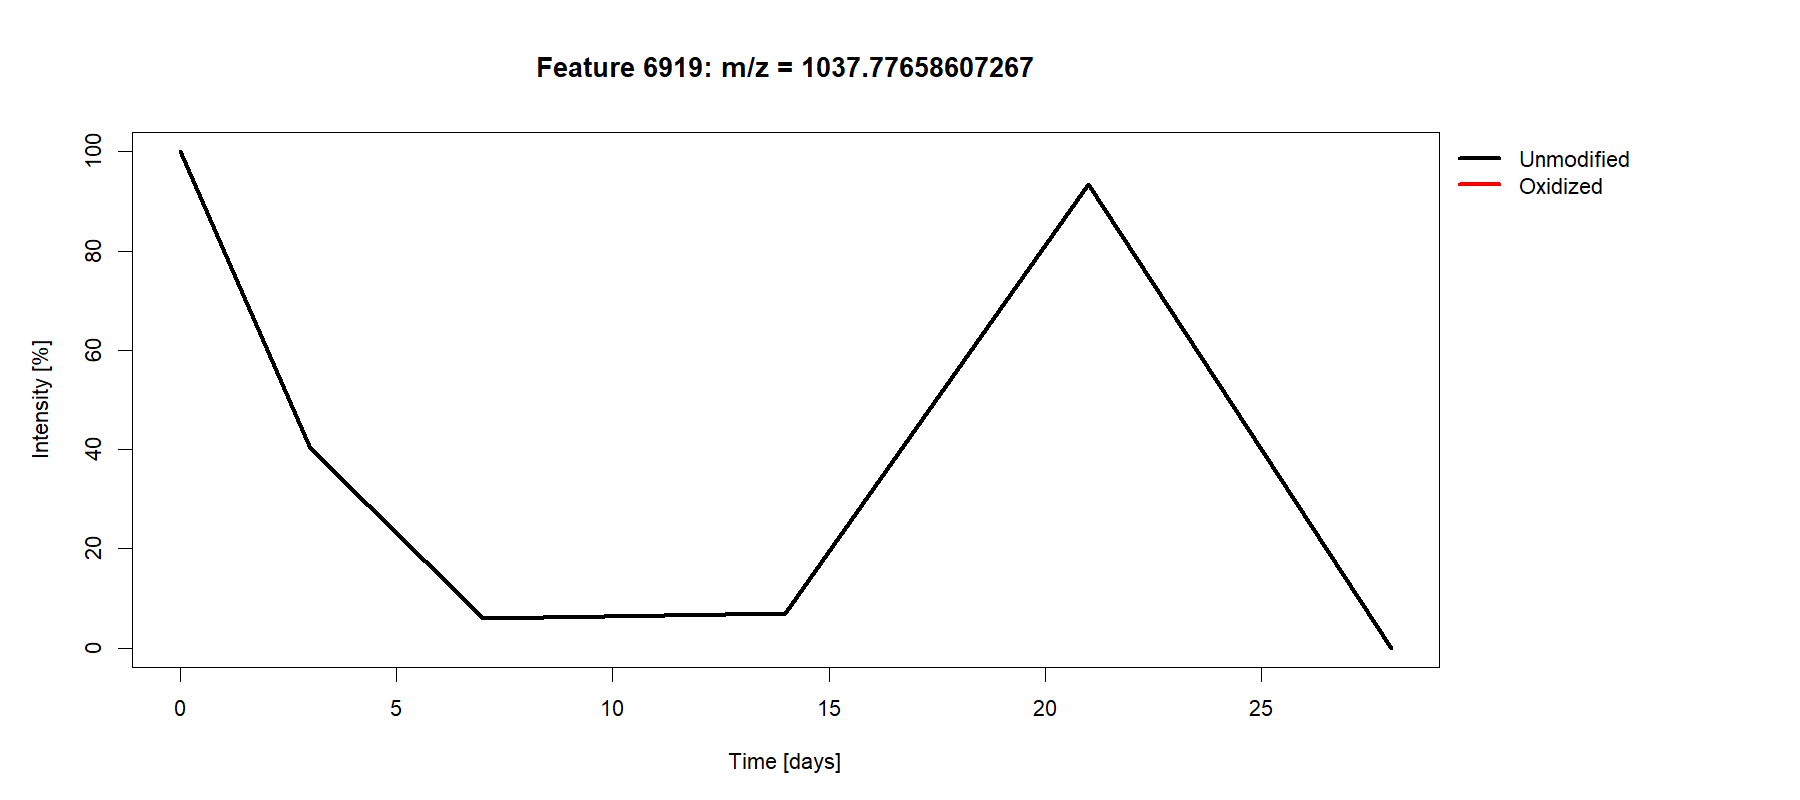 Feature 6919: m/z = 1037.77658607267
Unmodified
Oxidized
Intensity [%]
100
80
60
40
20
0
0 5 10 15 20 25
Time [days]